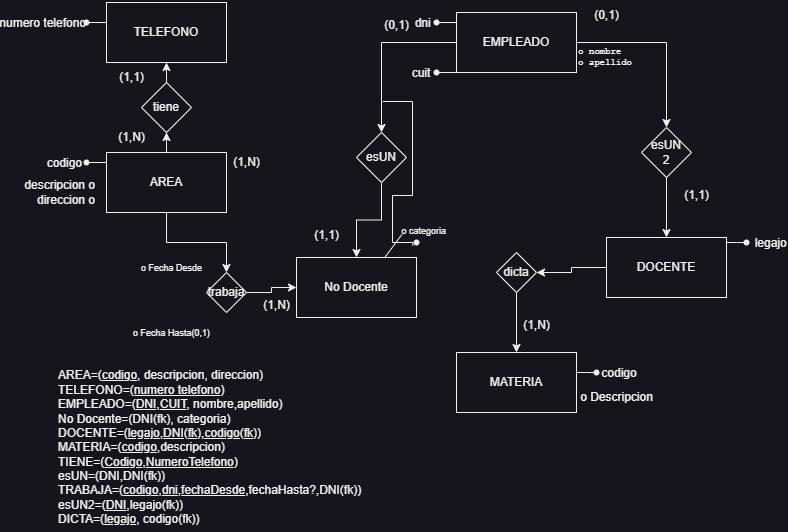 numero telefono
TELEFONO
(0,1)
dni
EMPLEADO
(0,1)
o nombre
o apellido
cuit
(1,1)
tiene
(1,N)
codigo
AREA
(1,N)
descripcion o
direccion o
esUN
esUN
2
(1,1)
(1,1)
o categoria
legajo
DOCENTE
o Fecha Desde
trabaja
(1,N)
No Docente
dicta
o Fecha Hasta(0,1)
(1,N)
MATERIA
codigo
o Descripcion
AREA=(codigo, descripcion, direccion)
TELEFONO=(numero telefono)
EMPLEADO=(DNI,CUIT, nombre,apellido)
No Docente=(DNI(fk), categoria)
DOCENTE=(legajo,DNI(fk),codigo(fk))
MATERIA=(codigo,descripcion)
TIENE=(Codigo,NumeroTelefono)
esUN=(DNI,DNI(fk))
TRABAJA=(codigo,dni,fechaDesde,fechaHasta?,DNI(fk))
esUN2=(DNI,legajo(fk))
DICTA=(legajo, codigo(fk))